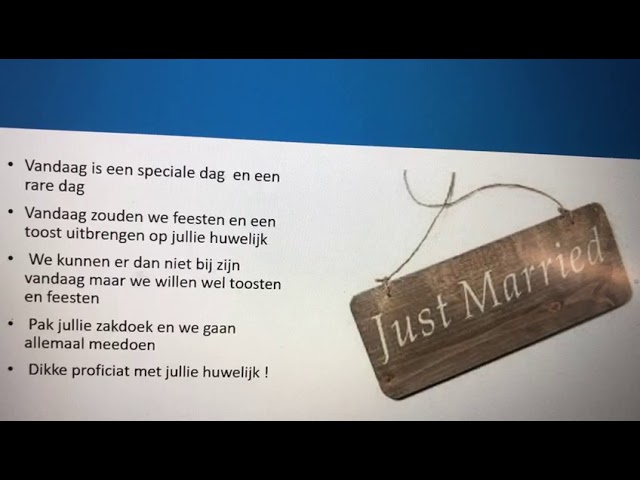 • Vandaag is een speciale dag en een
rare dag
• Vandaag zouden we feesten en een
toost uitbrengen op jullie huwelijk
• We kunnen er dan niet bij zijn
vandaag maar we willen wel toosten
en feesten
• Pak jullie zakdoek en we gaan
allemaal meedoen
• Dikke proficiat met jullie huwelijk !
Just Married